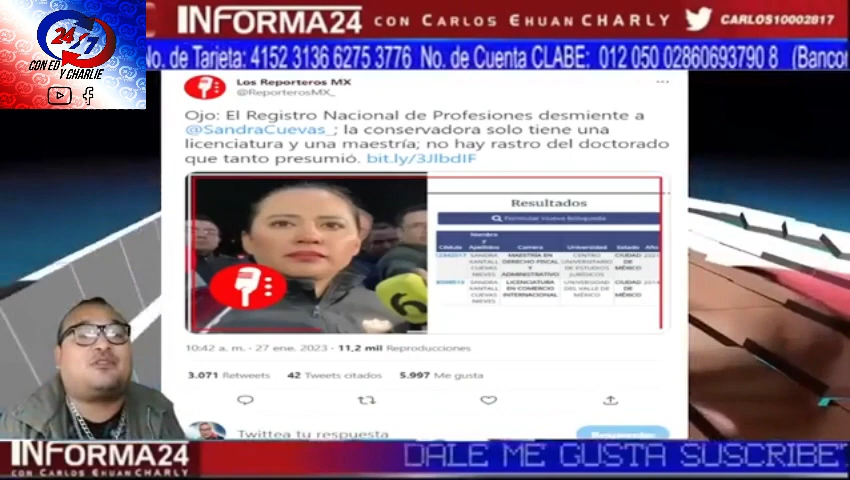 24/7
CON ED
Y CHARLIE
INFORMA24 CON CARLOS EHUAN CHARLY CARLOS10002817
No. de Tarjeta: 4152 3136 6275 3776 No. de Cuenta CLABE: 012 050 02860693790 8 (Banco
Los Reporteros MX
@ReporterosMX_
Ojo: El Registro Nacional de Profesiones desmiente a
@SandraCuevas_; la conservadora solo tiene una
licenciatura y una maestría; no hay rastro del doctorado
que tanto presumió. bit.ly/3JlbdIF
Resultados
Formular nueva búsqueda
Nombre y Apellidos
Cédula Carrera Universidad Estado Año
SANDRA XANTALL CUEVAS NIEVES MAESTRÍA EN DERECHO FISCAL Y ADMINISTRATIVO CENTRO UNIVERSITARIO DE ESTUDIOS JURÍDICOS CIUDAD DE MÉXICO
SANDRA XANTALL CUEVAS NIEVES LICENCIATURA EN COMERCIO INTERNACIONAL UNIVERSIDAD DEL VALLE DE MÉXICO CIUDAD DE MÉXICO
10:42 a. m. · 27 ene. 2023 · 11,2 mil Reproducciones
3.071 Retweets 42 Tweets citados 5.997 Me gusta
Twittea tu respuesta
Responder
INFORMA24
CON CARLOS EHUAN CHARLY
DALE ME GUSTA SUSCRIBE